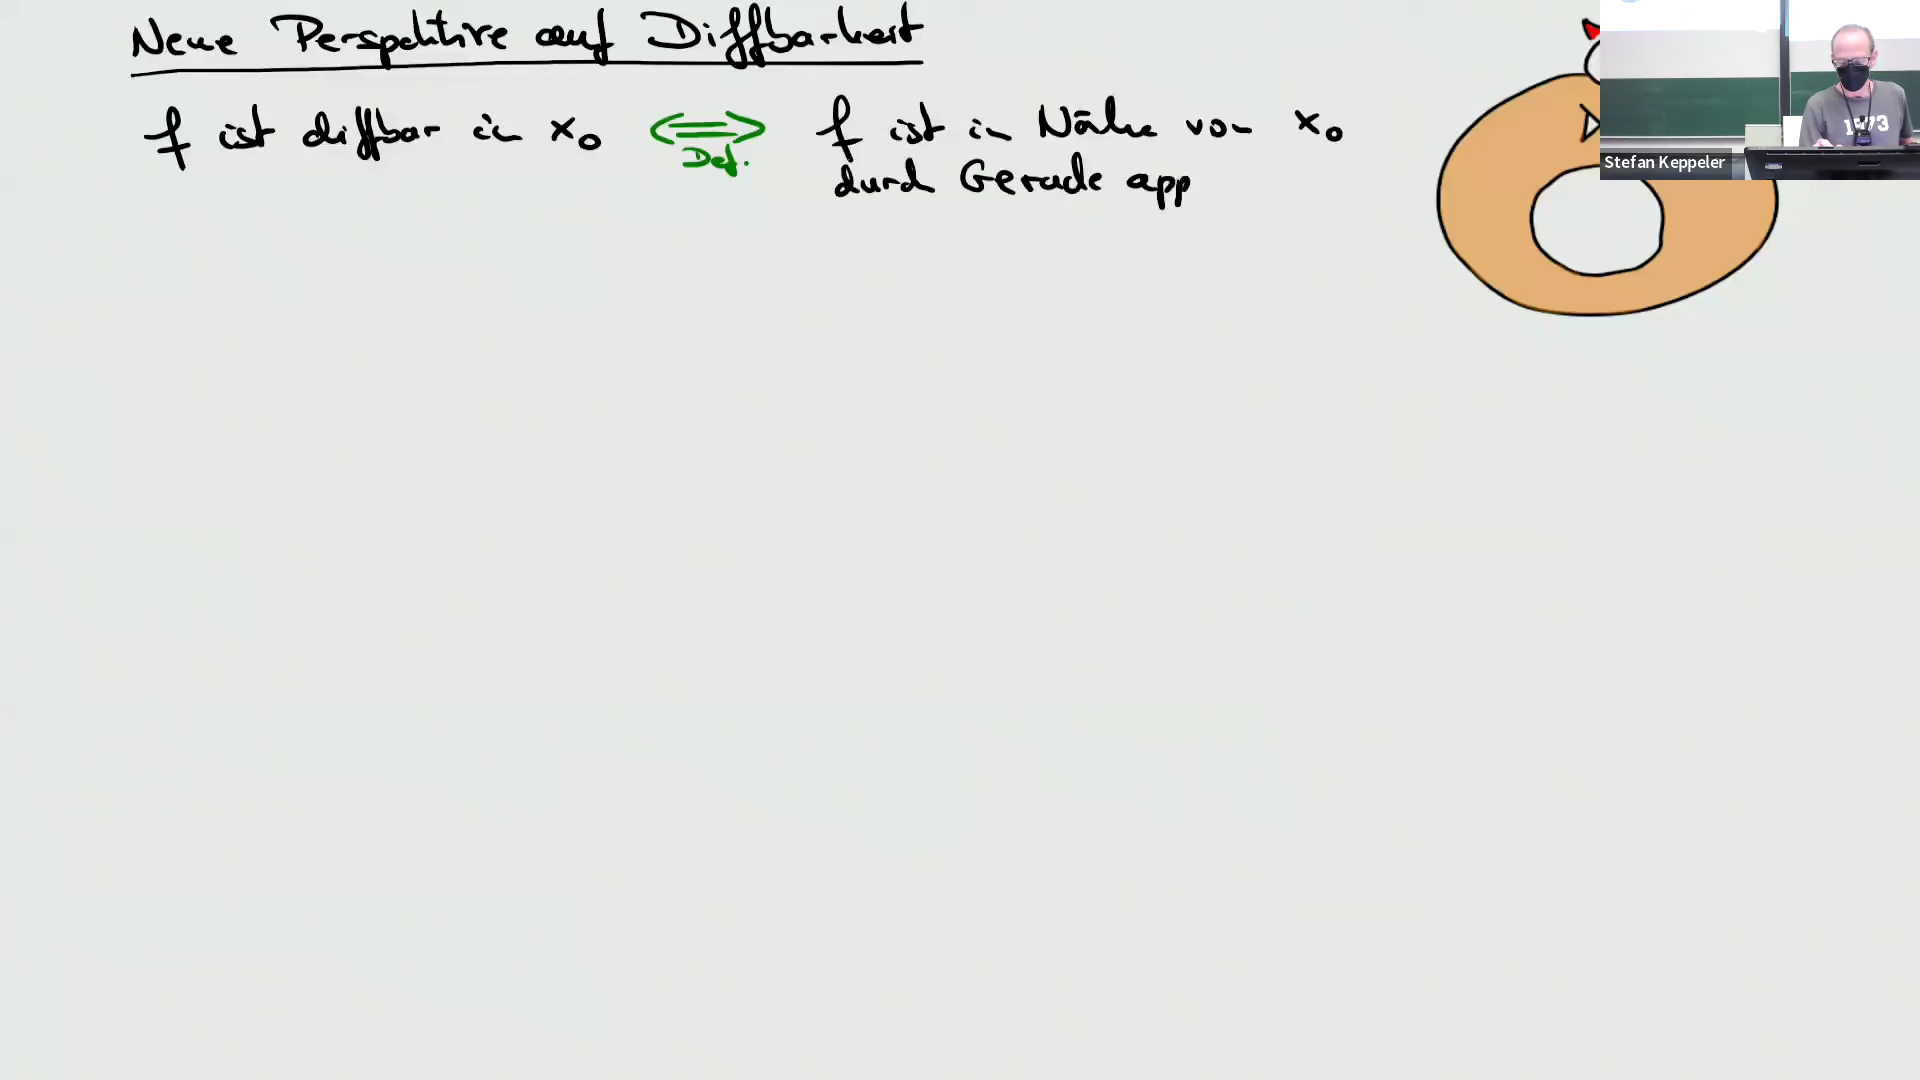 Neue Perspektive auf Diffbarkeit
f ist diffbar in x₀ ⟺ f ist in Nähe von x₀
Def.
durch Gerade app
1973
Stefan Keppeler